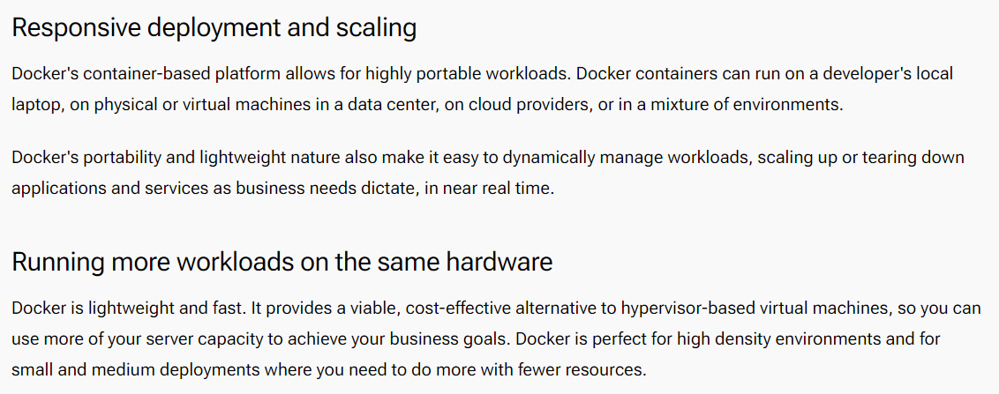 Responsive deployment and scaling
Docker's container-based platform allows for highly portable workloads. Docker containers can run on a developer's local
laptop, on physical or virtual machines in a data center, on cloud providers, or in a mixture of environments.
Docker's portability and lightweight nature also make it easy to dynamically manage workloads, scaling up or tearing down
applications and services as business needs dictate, in near real time.
Running more workloads on the same hardware
Docker is lightweight and fast. It provides a viable, cost-effective alternative to hypervisor-based virtual machines, so you can
use more of your server capacity to achieve your business goals. Docker is perfect for high density environments and for
small and medium deployments where you need to do more with fewer resources.